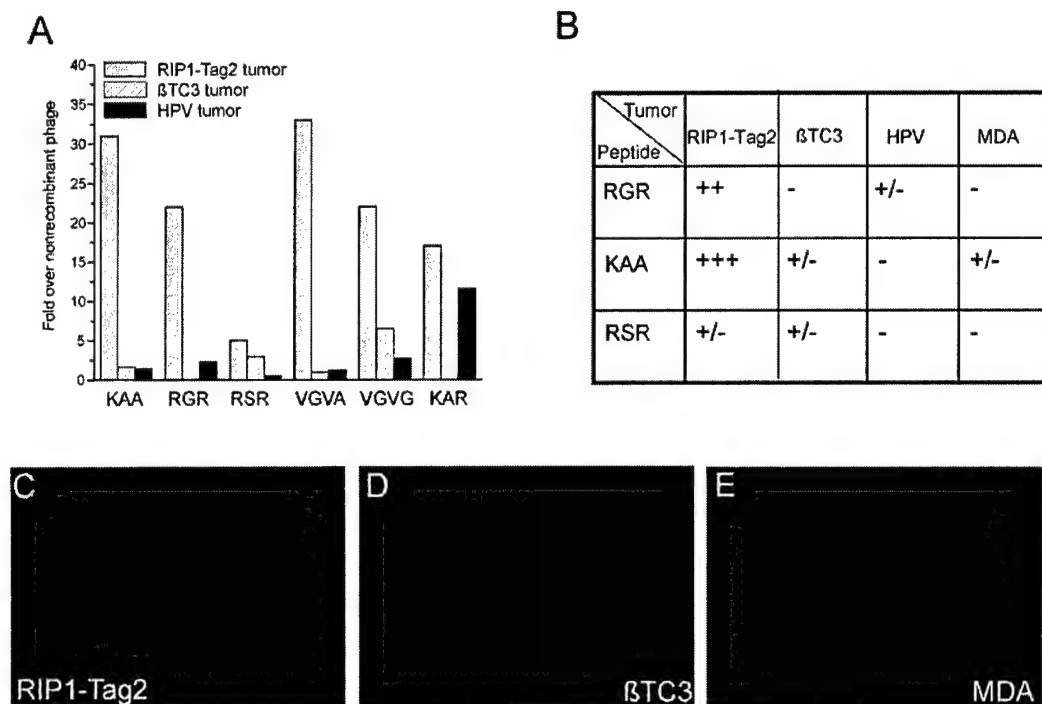 A
Fold over nonrecombinant phage
40
35
30
25
20
15
10
5
0
RIP1-Tag2 tumor
ßTC3 tumor
HPV tumor
KAA RGR RSR VGVA VGVG KAR
B
Tumor
Peptide
RIP1-Tag2 ßTC3 HPV MDA
RGR ++ - +/- -
KAA +++ +/- - +/-
RSR +/- +/- - -
C
RIP1-Tag2
D
ßTC3
E
MDA